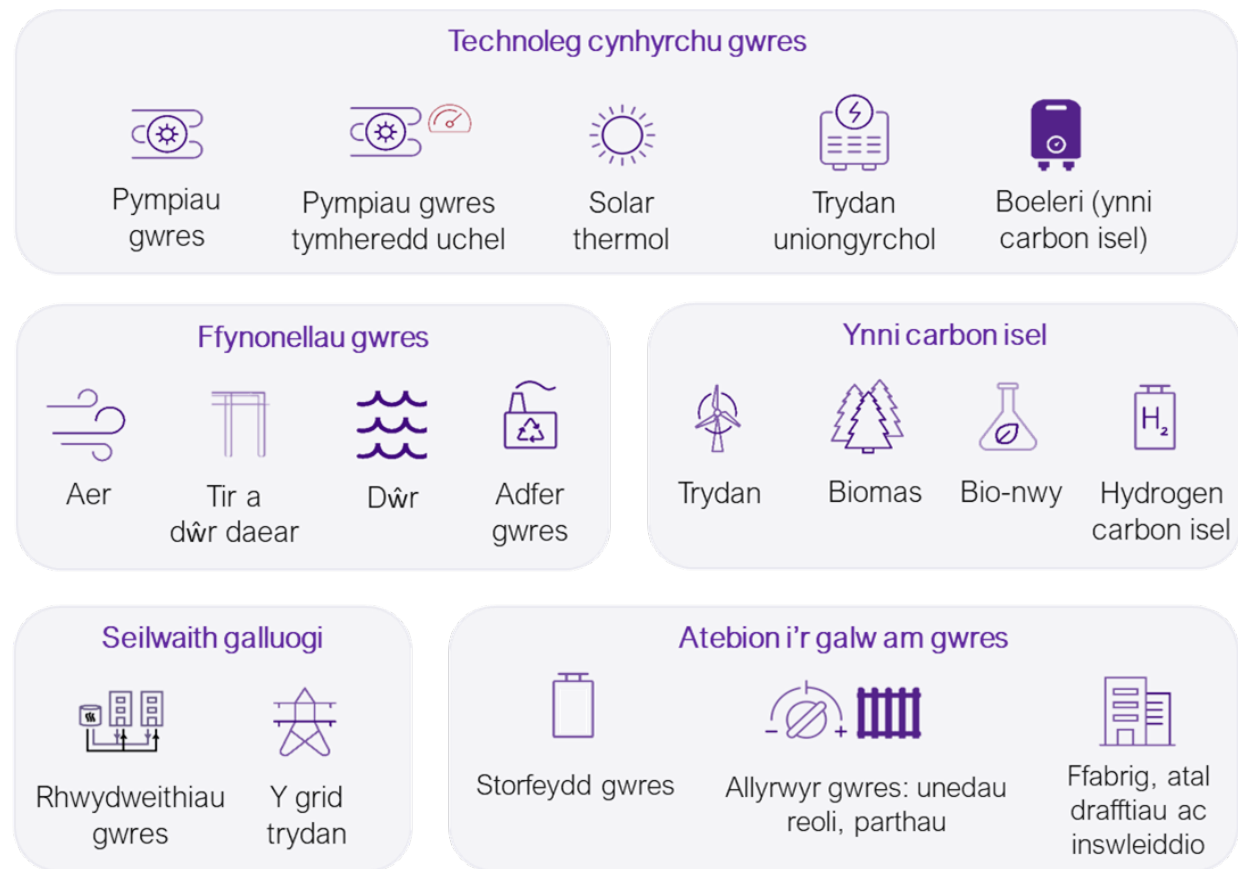 Technoleg cynhyrchu gwres
Pympiau
gwres
Pympiau gwres
tymheredd uchel
Solar
thermol
Trydan
uniongyrchol
Boeleri (ynni
carbon isel)
Ffynonellau gwres
Aer
Tir a
dŵr daear
Dŵr
Adfer
gwres
Ynni carbon isel
Trydan
Biomas
Bio-nwy
H₂
Hydrogen
carbon isel
Seilwaith galluogi
Rhwydweithiau
gwres
Y grid
trydan
Atebion i'r galw am gwres
Storfeydd gwres
Allyrwyr gwres: unedau
reoli, parthau
Ffabrig, atal
drafftiau ac
inswleiddio